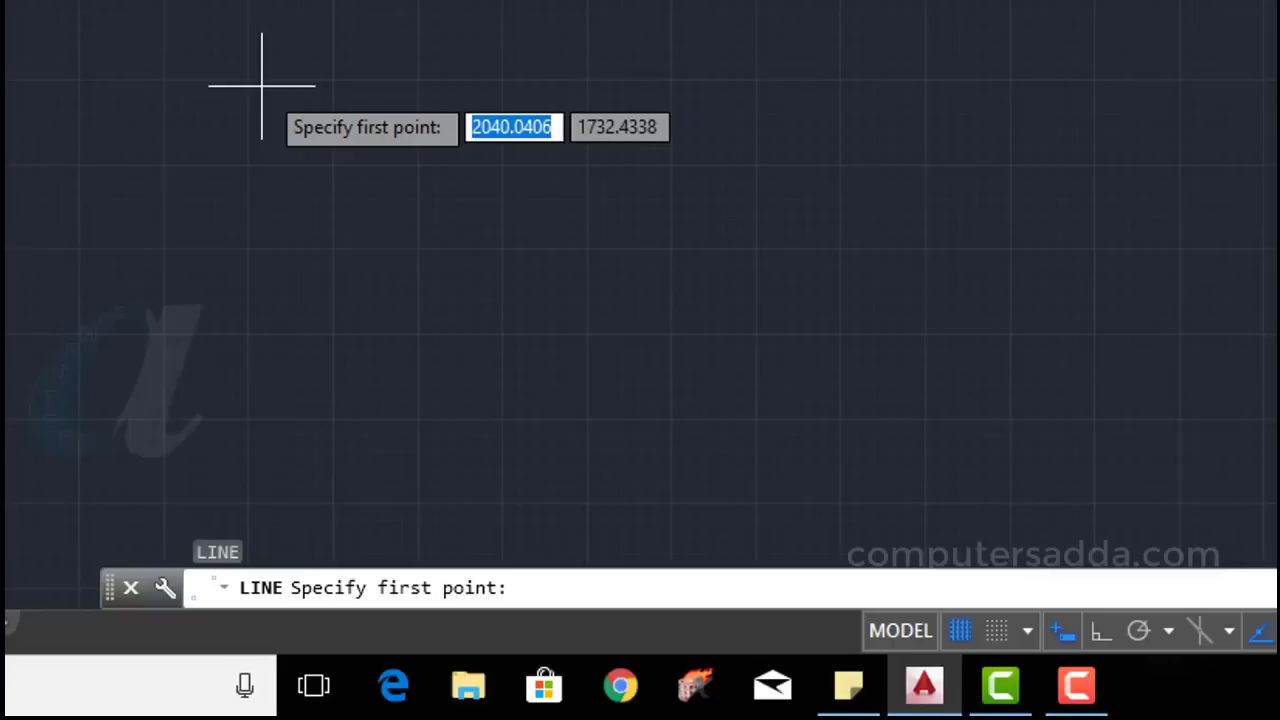 Specify first point: 2040.0406 1732.4338
LINE
computersadda.com
LINE Specify first point:
MODEL